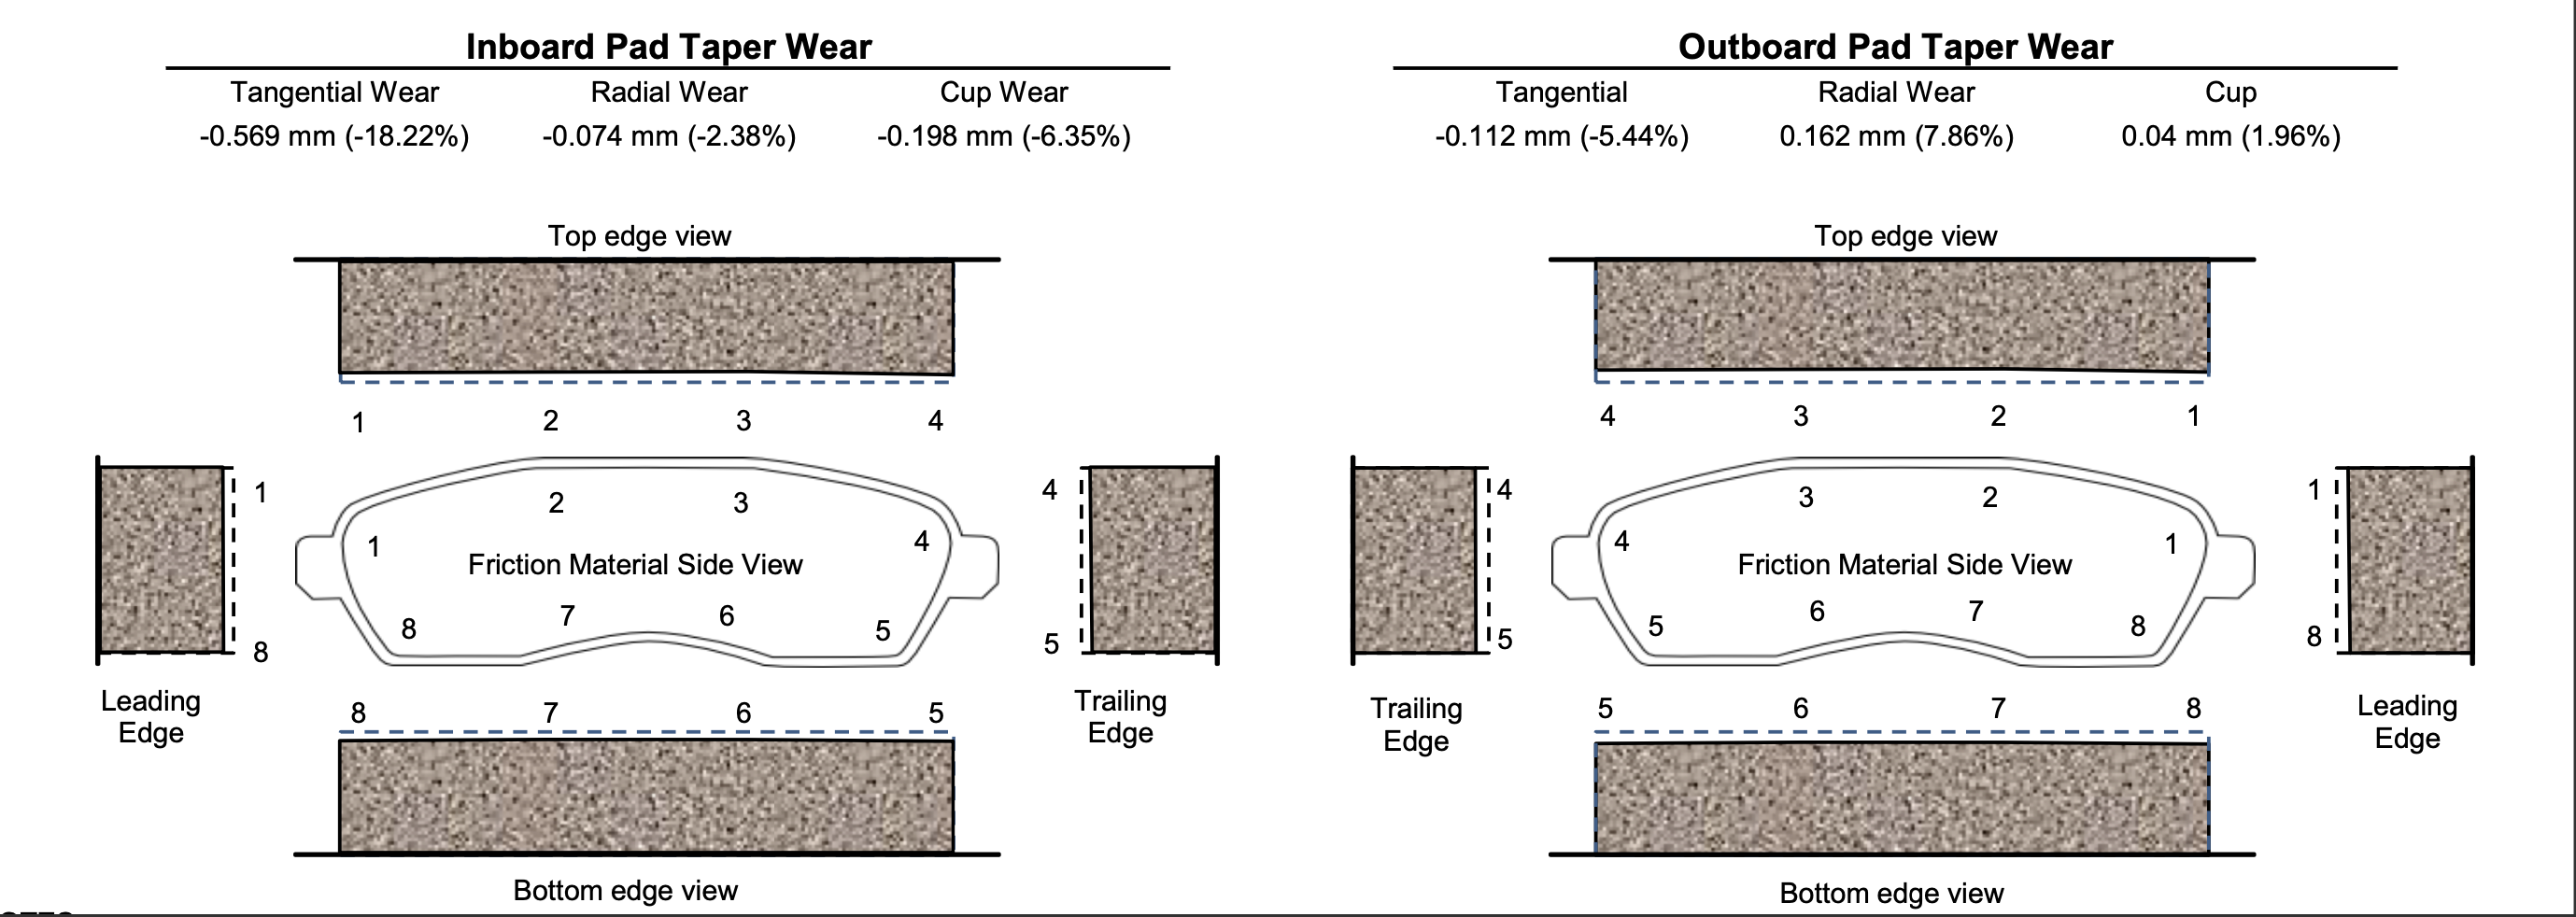 Inboard Pad Taper Wear
Tangential Wear Radial Wear Cup Wear
-0.569 mm (-18.22%) -0.074 mm (-2.38%) -0.198 mm (-6.35%)
Top edge view
1 2 3 4
1
8
Leading
Edge
2 3
1 4
Friction Material Side View
8 7 6 5
4
5
Trailing
Edge
8 7 6 5
Bottom edge view
Outboard Pad Taper Wear
Tangential Radial Wear Cup
-0.112 mm (-5.44%) 0.162 mm (7.86%) 0.04 mm (1.96%)
Top edge view
4 3 2 1
4
5
Trailing
Edge
3 2
4 1
Friction Material Side View
5 6 7 8
1
8
Leading
Edge
5 6 7 8
Bottom edge view